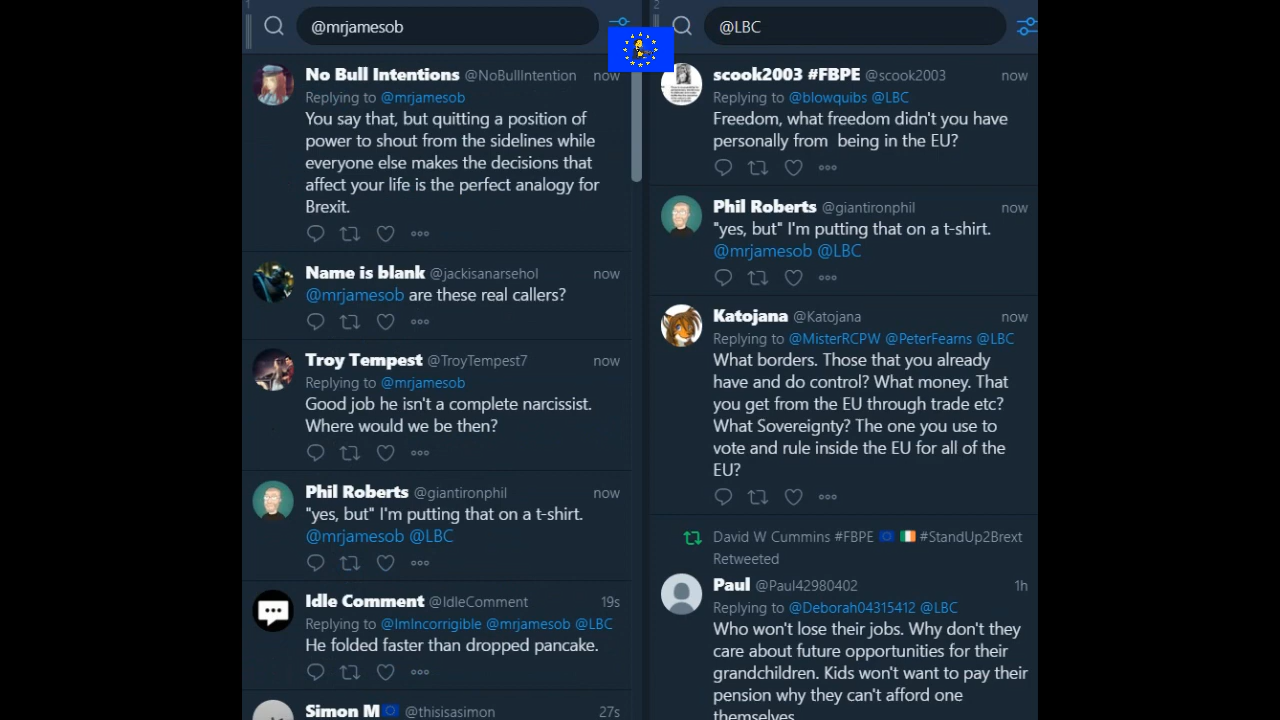 1
@mrjamesob
No Bull Intentions @NoBullIntention now
Replying to @mrjamesob
You say that, but quitting a position of
power to shout from the sidelines while
everyone else makes the decisions that
affect your life is the perfect analogy for
Brexit.
Name is blank @jackisanarsehol now
@mrjamesob are these real callers?
Troy Tempest @TroyTempest7 now
Replying to @mrjamesob
Good job he isn't a complete narcissist.
Where would we be then?
Phil Roberts @giantironphil now
"yes, but" I'm putting that on a t-shirt.
@mrjamesob @LBC
Idle Comment @IdleComment 19s
Replying to @ImIncorrigible @mrjamesob @LBC
He folded faster than dropped pancake.
Simon M @thisisasimon 27s
2
@LBC
scook2003 #FBPE @scook2003 now
Replying to @blowquibs @LBC
Freedom, what freedom didn't you have
personally from being in the EU?
Phil Roberts @giantironphil now
"yes, but" I'm putting that on a t-shirt.
@mrjamesob @LBC
Katojana @Katojana now
Replying to @MisterRCPW @PeterFearns @LBC
What borders. Those that you already
have and do control? What money. That
you get from the EU through trade etc?
What Sovereignty? The one you use to
vote and rule inside the EU for all of the
EU?
David W Cummins #FBPE #StandUp2Brext
Retweeted
Paul @Paul42980402 1h
Replying to @Deborah04315412 @LBC
Who won't lose their jobs. Why don't they
care about future opportunities for their
grandchildren. Kids won't want to pay their
pension why they can't afford one
themselves